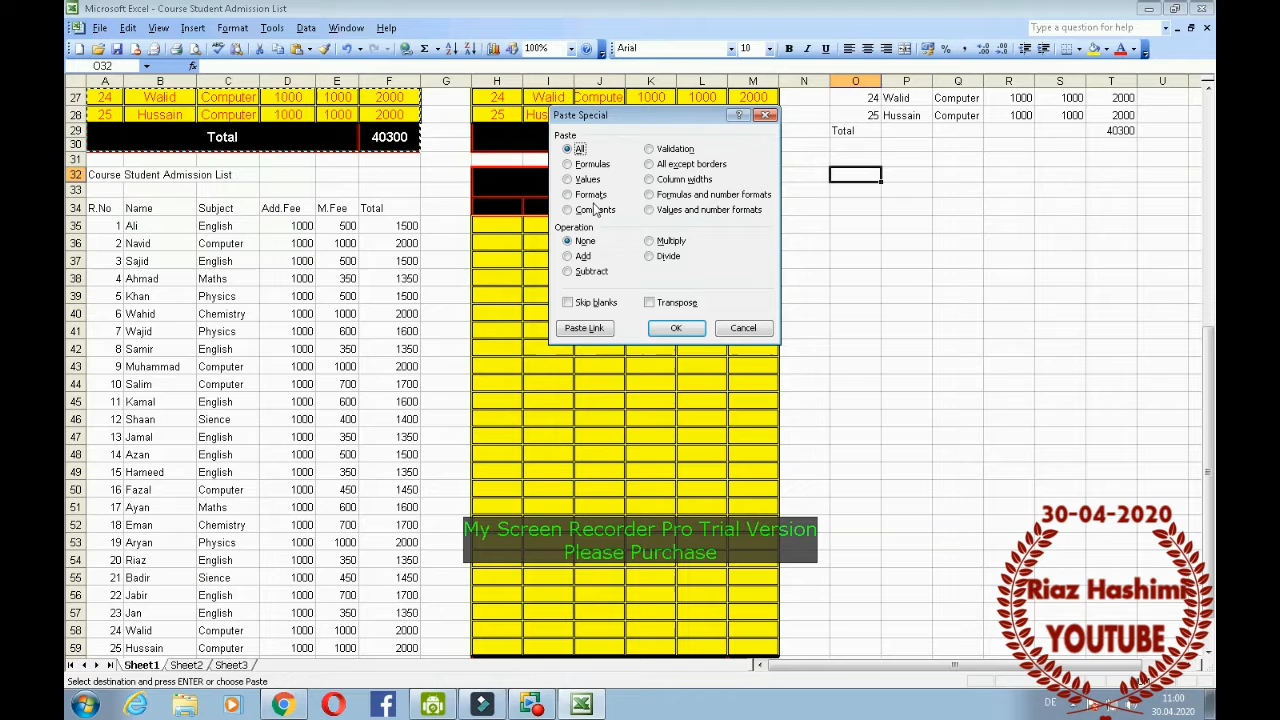 Microsoft Excel - Course Student Admission List
File Edit View Insert Format Tools Data Window Help
Type a question for help
100% Arial 10 B I U
O32 fx
A B C D E F G H I J K L M N O P Q R S T U
27 24 Walid Computer 1000 1000 2000 24 Walid Compute 1000 1000 2000 24 Walid Computer 1000 1000 2000
28 25 Hussain Computer 1000 1000 2000 25 2000 25 Hussain Computer 1000 1000 2000
29 Total 40300 Total 40300
30
31
32 Course Student Admission List
33
34 R.No Name Subject Add.Fee M.Fee Total
35 1 Ali English 1000 500 1500
36 2 Navid Computer 1000 1000 2000
37 3 Sajid English 1000 500 1500
38 4 Ahmad Maths 1000 350 1350
39 5 Khan Physics 1000 500 1500
40 6 Wahid Chemistry 1000 1000 2000
41 7 Wajid Physics 1000 600 1600
42 8 Samir English 1000 350 1350
43 9 Muhammad Computer 1000 1000 2000
44 10 Salim Computer 1000 700 1700
45 11 Kamal English 1000 600 1600
46 12 Shaan Sience 1000 400 1400
47 13 Jamal English 1000 350 1350
48 14 Azan English 1000 350 1350
49 15 Hameed English 1000 350 1350
50 16 Fazal Computer 1000 450 1450
51 17 Ayan Maths 1000 600 1600
52 18 Eman Chemistry 1000 700 1700
53 19 Aryan Physics 1000 1000 2000
54 20 Riaz English 1000 350 1350
55 21 Badir Sience 1000 450 1450
56 22 Jabir English 1000 500 1500
57 23 Jan English 1000 350 1350
58 24 Walid Computer 1000 1000 2000
59 25 Hussain Computer 1000 1000 2000
Paste Special
Paste
All Validation
Formulas All except borders
Values Column widths
Formats Formulas and number formats
Comments Values and number formats
Operation
None Multiply
Add Divide
Subtract
Skip blanks Transpose
Paste Link OK Cancel
My Screen Recorder Pro Trial Version
Please Purchase
30-04-2020
Riaz Hashimi
YOUTUBE
Sheet1 Sheet2 Sheet3
Select destination and press ENTER or choose Paste
DE 11:00
30.04.2020